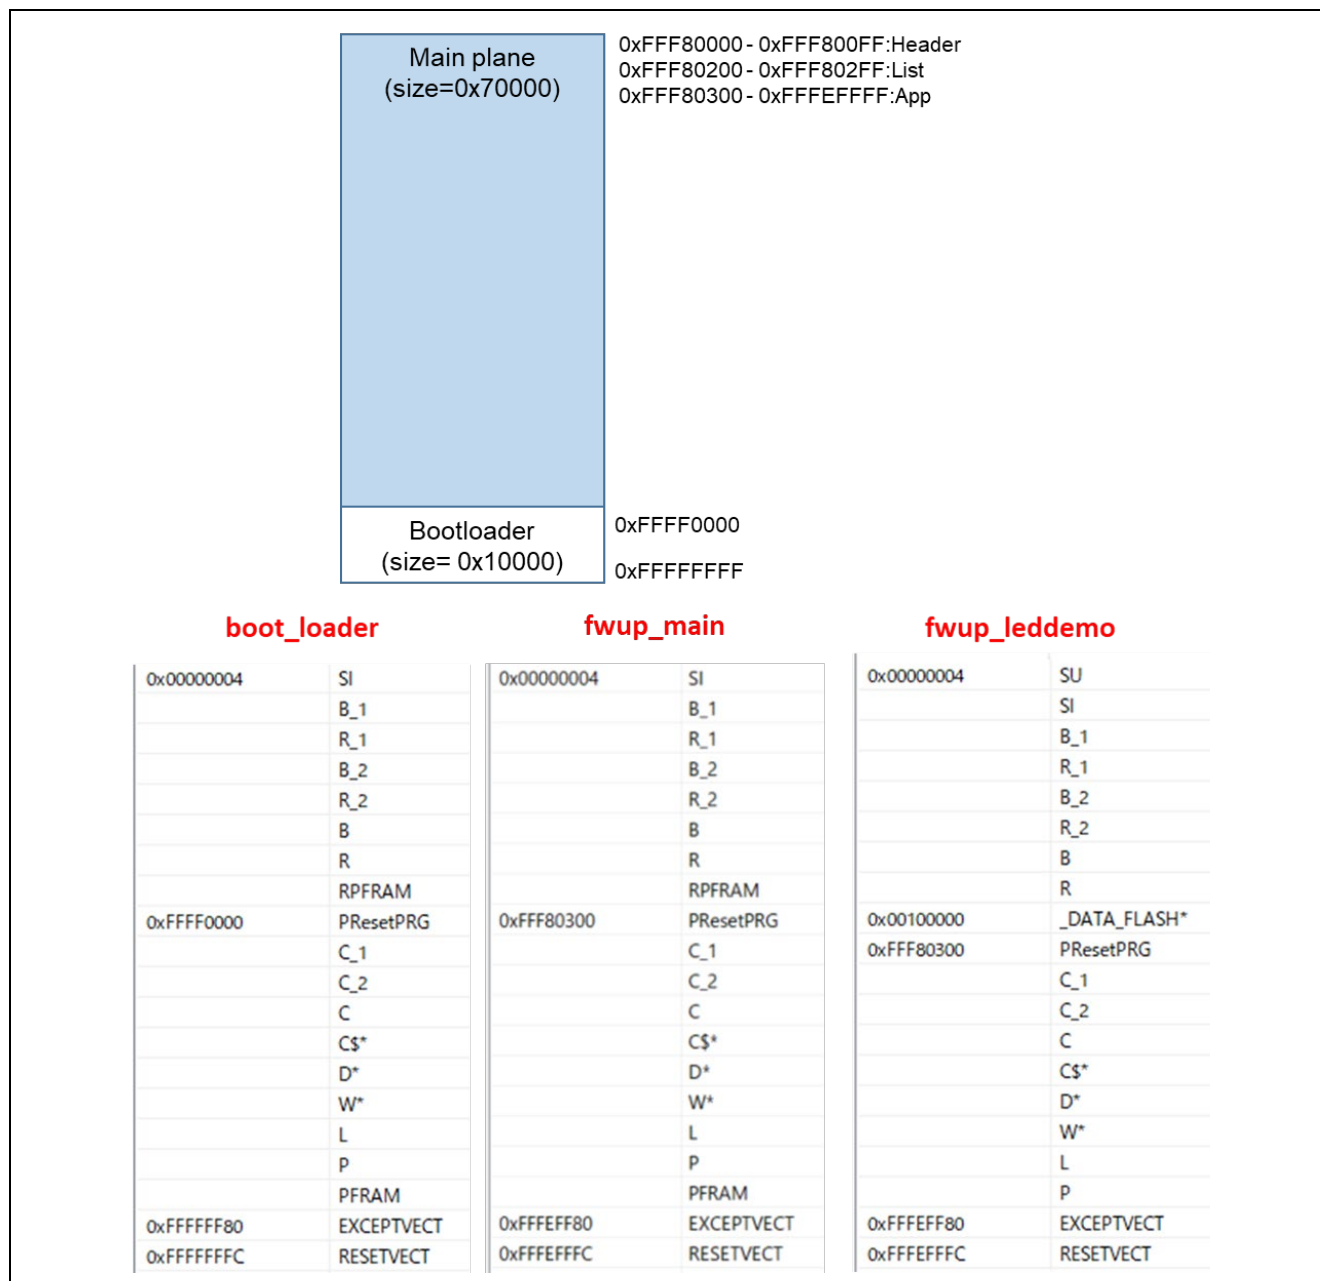 Main plane
(size=0x70000)
0xFFF80000 - 0xFFF800FF:Header
0xFFF80200 - 0xFFF802FF:List
0xFFF80300 - 0xFFFEFFFF:App
Bootloader
(size= 0x10000)
0xFFFF0000
0xFFFFFFFF
boot_loader
0x00000004 SI
B_1
R_1
B_2
R_2
B
R
RPFRAM
0xFFFF0000 PResetPRG
C_1
C_2
C
C$*
D*
W*
L
P
PFRAM
0xFFFFFF80 EXCEPTVECT
0xFFFFFFFC RESETVECT
fwup_main
0x00000004 SI
B_1
R_1
B_2
R_2
B
R
RPFRAM
0xFFF80300 PResetPRG
C_1
C_2
C
C$*
D*
W*
L
P
PFRAM
0xFFFEFF80 EXCEPTVECT
0xFFFEFFFC RESETVECT
fwup_leddemo
0x00000004 SU
SI
B_1
R_1
B_2
R_2
B
R
0x00100000 _DATA_FLASH*
0xFFF80300 PResetPRG
C_1
C_2
C
C$*
D*
W*
L
P
0xFFFEFF80 EXCEPTVECT
0xFFFEFFFC RESETVECT